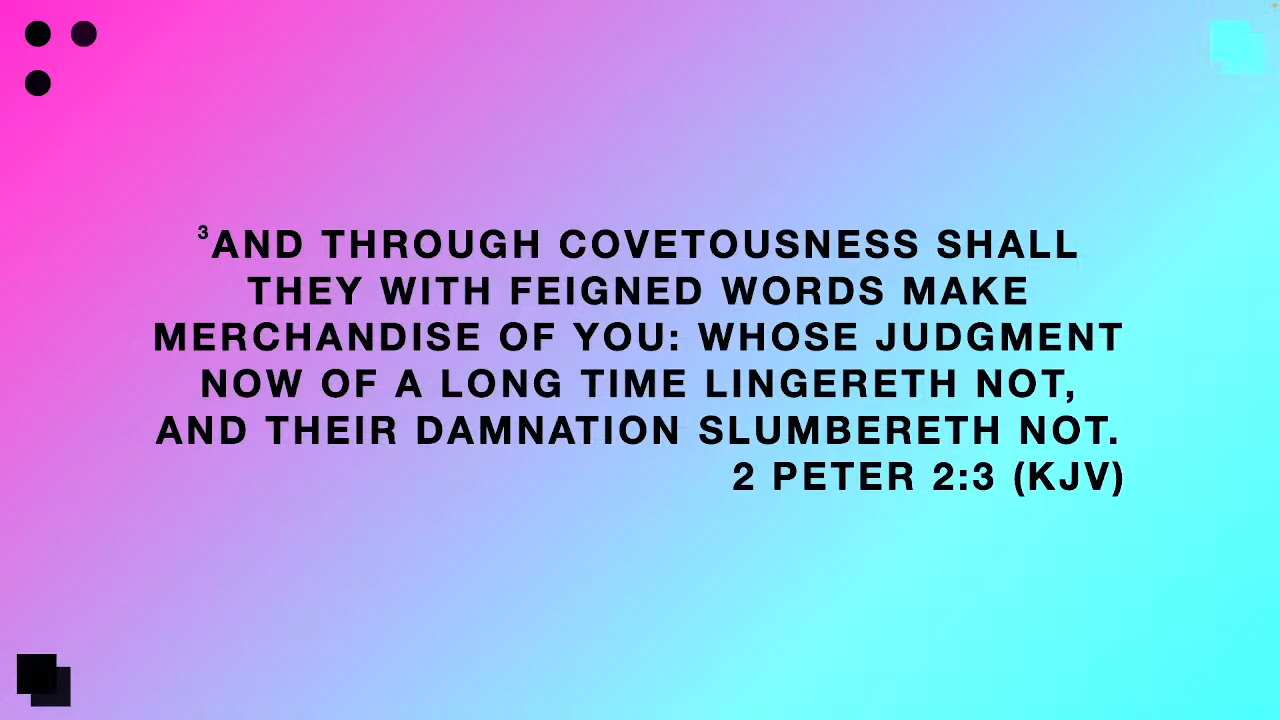 ³AND THROUGH COVETOUSNESS SHALL
THEY WITH FEIGNED WORDS MAKE
MERCHANDISE OF YOU: WHOSE JUDGMENT
NOW OF A LONG TIME LINGERETH NOT,
AND THEIR DAMNATION SLUMBERETH NOT.
2 PETER 2:3 (KJV)